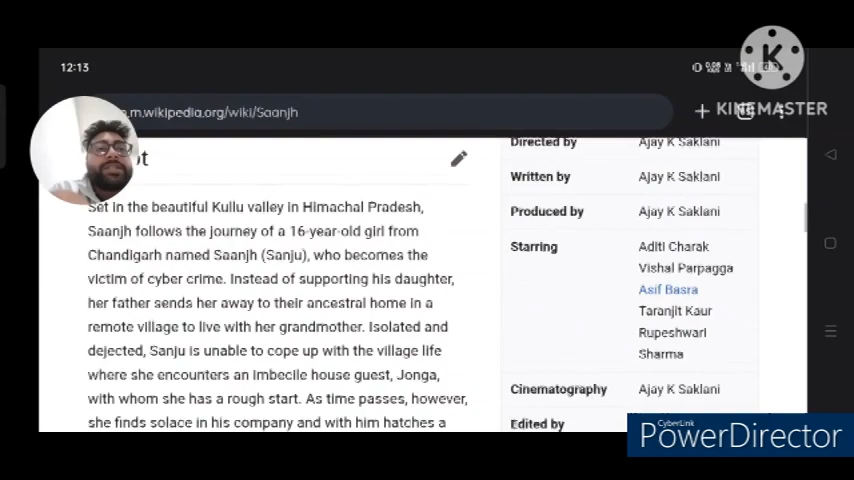 12:13
.m.wikipedia.org/wiki/Saanjh
KINEMASTER
Set in the beautiful Kullu valley in Himachal Pradesh,
Saanjh follows the journey of a 16-year-old girl from
Chandigarh named Saanjh (Sanju), who becomes the
victim of cyber crime. Instead of supporting his daughter,
her father sends her away to their ancestral home in a
remote village to live with her grandmother. Isolated and
dejected, Sanju is unable to cope up with the village life
where she encounters an imbecile house guest, Jonga,
with whom she has a rough start. As time passes, however,
she finds solace in his company and with him hatches a
Directed by Ajay K Saklani
Written by Ajay K Saklani
Produced by Ajay K Saklani
Starring Aditi Charak
Vishal Parpagga
Asif Basra
Taranjit Kaur
Rupeshwari
Sharma
Cinematography Ajay K Saklani
Edited by
CyberLink
PowerDirector